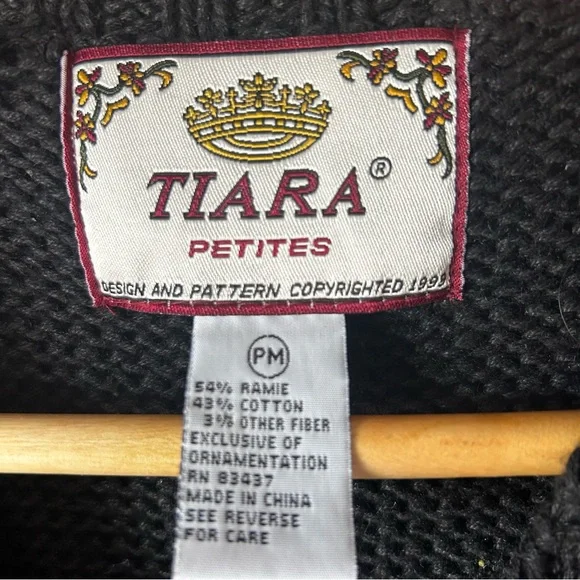 TIARA®
PETITES
DESIGN AND PATTERN COPYRIGHTED 1999
PM
54% RAMIE
43% COTTON
3% OTHER FIBER
EXCLUSIVE OF
ORNAMENTATION
RN 83437
MADE IN CHINA
SEE REVERSE
FOR CARE